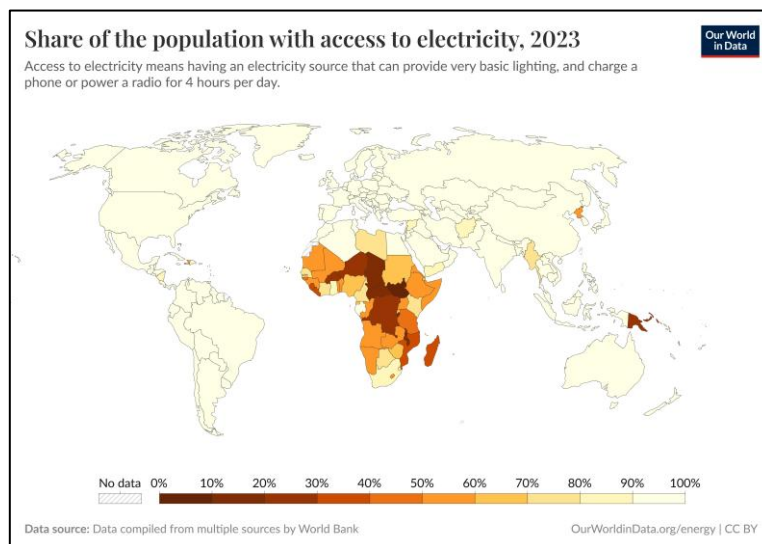 Share of the population with access to electricity, 2023
Our World
in Data
Access to electricity means having an electricity source that can provide very basic lighting, and charge a
phone or power a radio for 4 hours per day.
No data 0% 10% 20% 30% 40% 50% 60% 70% 80% 90% 100%
Data source: Data compiled from multiple sources by World Bank
OurWorldinData.org/energy | CC BY